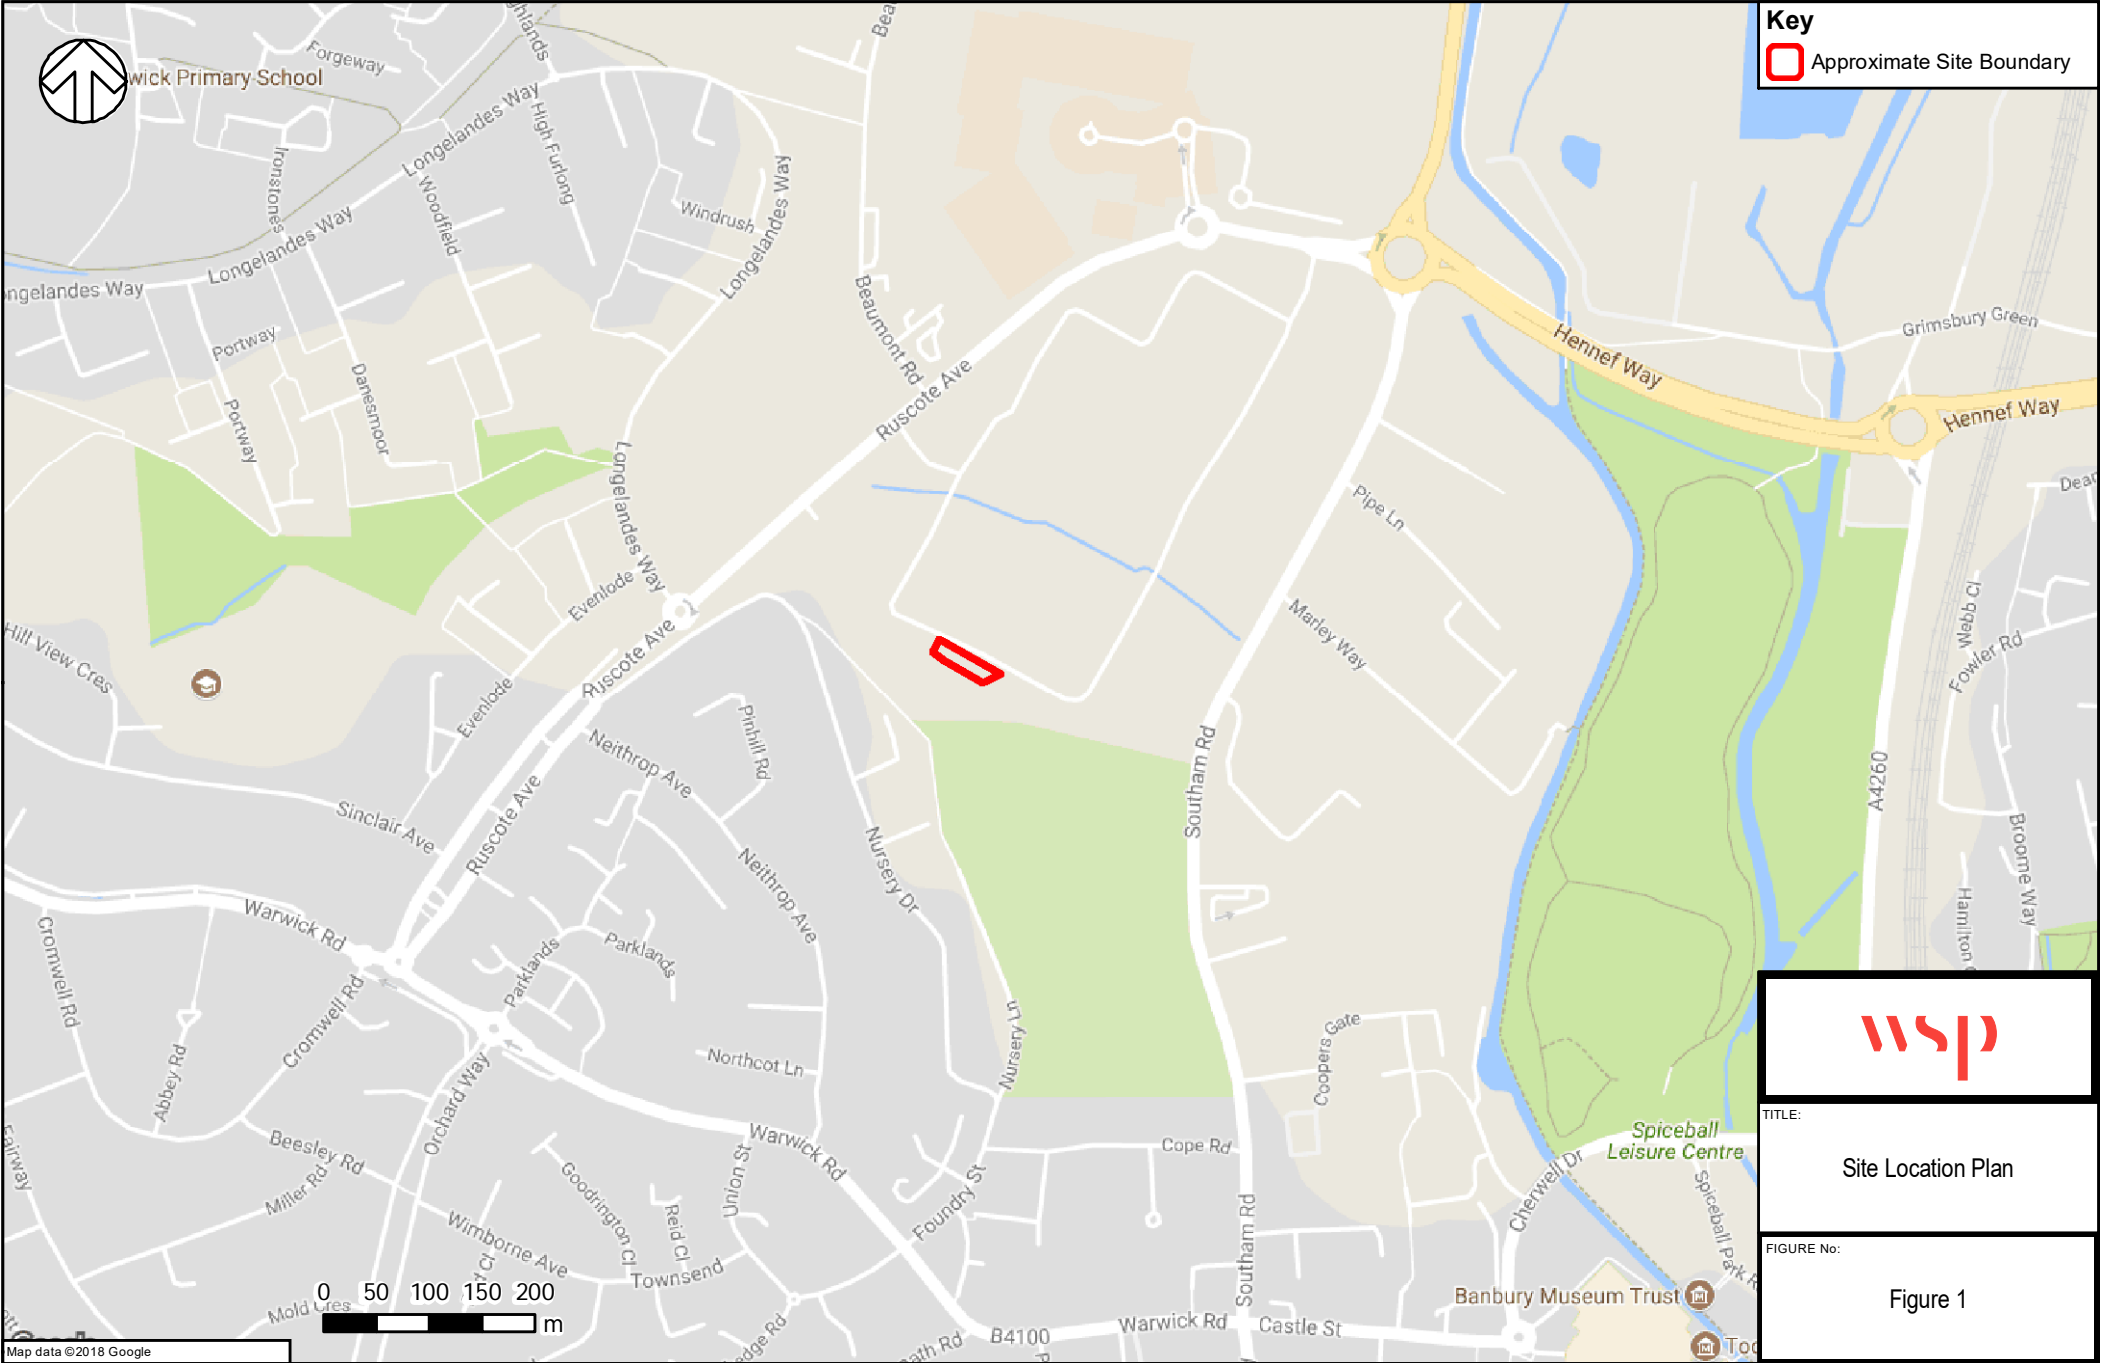 Key
Approximate Site Boundary
wick Primary School
Forgeway
Longelandes Way
High Furlong
Ironstones
Woodfield
Longelandes Way
Windrush
Longelandes Way
Portway
Portway
Danesmoor
Longelandes Way
Beaumont Rd
Ruscote Ave
Hennef Way
Grimsbury Green
Hennef Way
Pipe Ln
Marley Way
Evenlode
Ruscote Ave
Evenlode
Hill View Cres
Webb Cl
Fowler Rd
Neithrop Ave
Pinhill Rd
Southam Rd
A4260
Sinclair Ave
Ruscote Ave
Neithrop Ave
Nursery Dr
Broome Way
Warwick Rd
Cromwell Rd
Parklands
Parklands
Cromwell Rd
Abbey Rd
Orchard Way
Northcot Ln
Nursery Ln
Coopers Gate
wsp
TITLE:
Site Location Plan
FIGURE No:
Figure 1
Beesley Rd
Miller Rd
Fairway
Warwick Rd
Union St
Foundry St
Cope Rd
Spiceball
Leisure Centre
Cherwell Dr
Goodrington Cl
Reid Cl
Wimborne Ave
Townsend
Southam Rd
Banbury Museum Trust
B4100
Warwick Rd
Castle St
Mold Cres
0 50 100 150 200
m
Google
Map data ©2018 Google